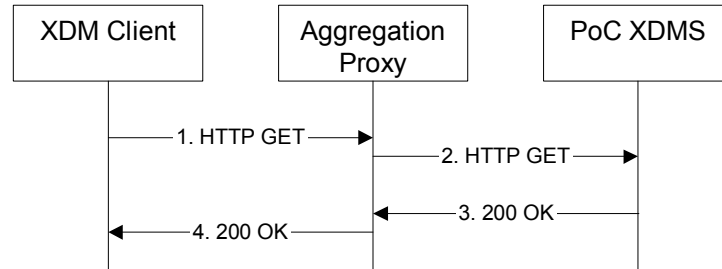 XDM Client
Aggregation
Proxy
PoC XDMS
1. HTTP GET
2. HTTP GET
3. 200 OK
4. 200 OK